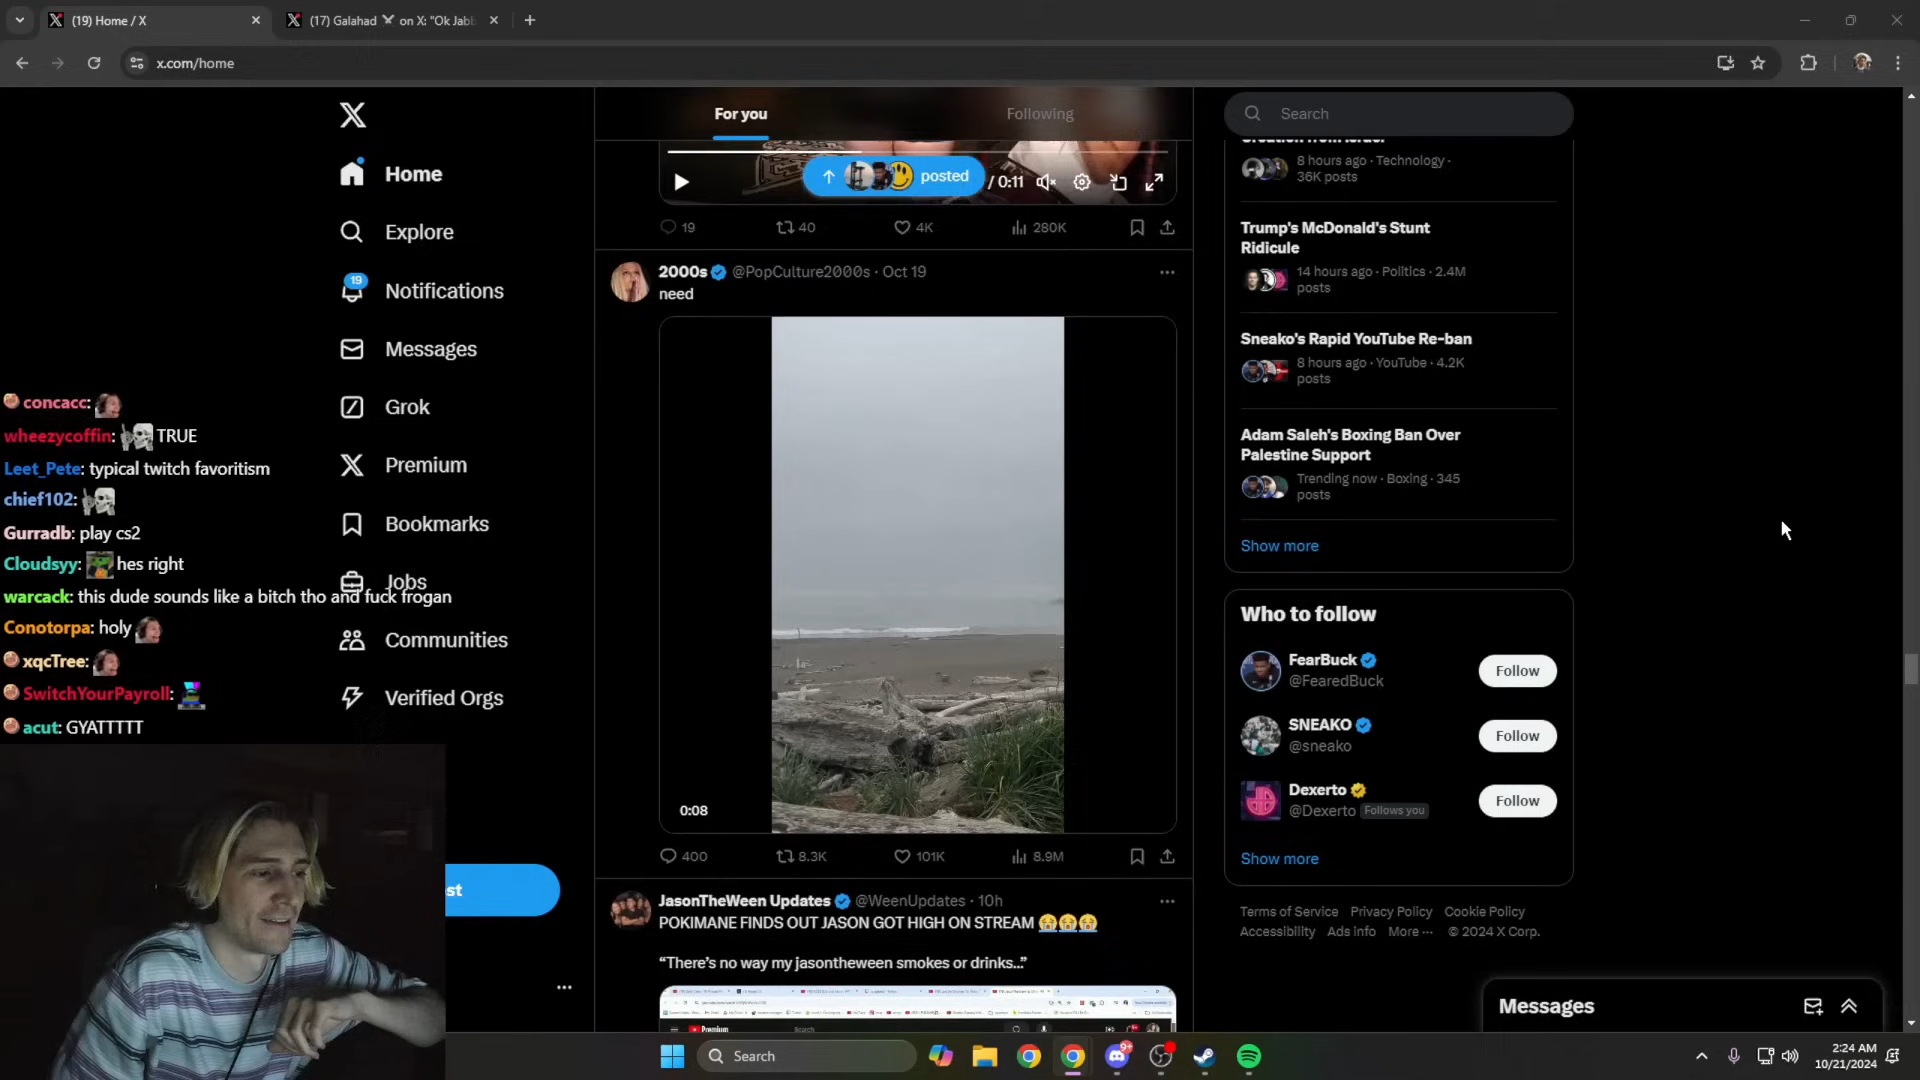 (19) Home / X
(17) Galahad ⚔ on X: "Ok Jabb
x.com/home
For you
Following
Search
Home
Explore
19
Notifications
Messages
Grok
Premium
Bookmarks
Jobs
Communities
Verified Orgs
st
concacc:
wheezycoffin: TRUE
Leet_Pete: typical twitch favoritism
chief102:
Gurradb: play cs2
Cloudsyy: hes right
warcack: this dude sounds like a bitch tho and fuck frogan
Conotorpa: holy
xqcTree:
SwitchYourPayroll:
acut: GYATTTTT
posted
/ 0:11
19 40 4K 280K
2000s @PopCulture2000s · Oct 19
need
0:08
400 8.3K 101K 8.9M
JasonTheWeen Updates @WeenUpdates · 10h
POKIMANE FINDS OUT JASON GOT HIGH ON STREAM 😭😭😭
“There’s no way my jasontheween smokes or drinks...”
Premium
Search
8 hours ago · Technology ·
36K posts
Trump's McDonald's Stunt
Ridicule
14 hours ago · Politics · 2.4M
posts
Sneako's Rapid YouTube Re-ban
8 hours ago · YouTube · 4.2K
posts
Adam Saleh's Boxing Ban Over
Palestine Support
Trending now · Boxing · 345
posts
Show more
Who to follow
FearBuck
@FearedBuck
Follow
SNEAKO
@sneako
Follow
Dexerto
@Dexerto Follows you
Follow
Show more
Terms of Service Privacy Policy Cookie Policy
Accessibility Ads info More ··· © 2024 X Corp.
Messages
Search
9+
2:24 AM
10/21/2024